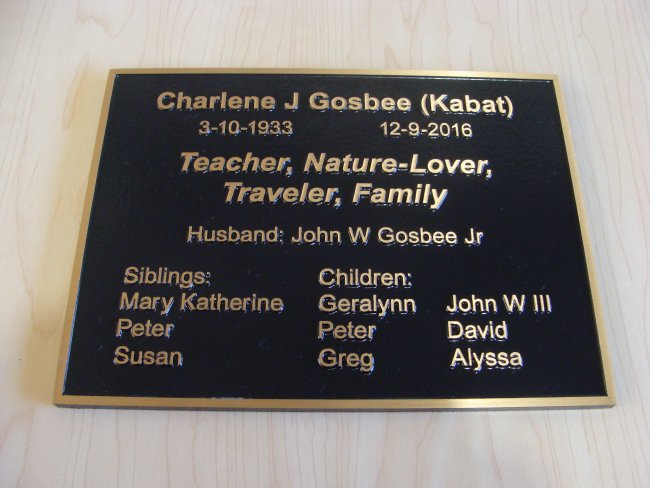 Charlene J Gosbee (Kabat)
3-10-1933 12-9-2016
Teacher, Nature-Lover,
Traveler, Family
Husband: John W Gosbee Jr
Siblings: Children:
Mary Katherine Geralynn John W III
Peter Peter David
Susan Greg Alyssa